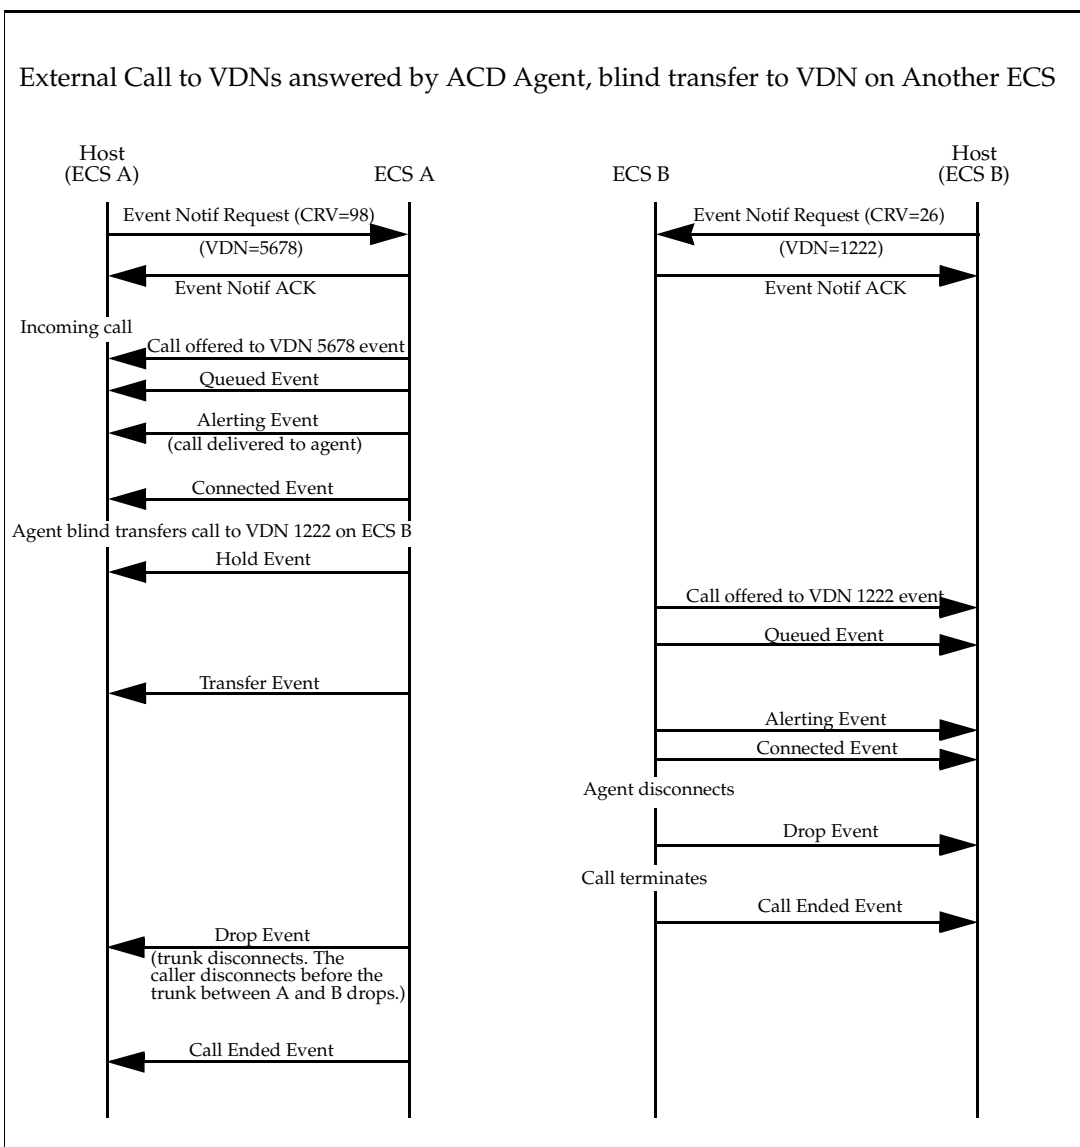 External Call to VDNs answered by ACD Agent, blind transfer to VDN on Another ECS
Host
(ECS A)
ECS A
ECS B
Host
(ECS B)
Event Notif Request (CRV=98)
(VDN=5678)
Event Notif ACK
Event Notif Request (CRV=26)
(VDN=1222)
Event Notif ACK
Incoming call
Call offered to VDN 5678 event
Queued Event
Alerting Event
(call delivered to agent)
Connected Event
Agent blind transfers call to VDN 1222 on ECS B
Hold Event
Call offered to VDN 1222 event
Queued Event
Transfer Event
Alerting Event
Connected Event
Agent disconnects
Drop Event
Call terminates
Call Ended Event
Drop Event
(trunk disconnects. The
caller disconnects before the
trunk between A and B drops.)
Call Ended Event